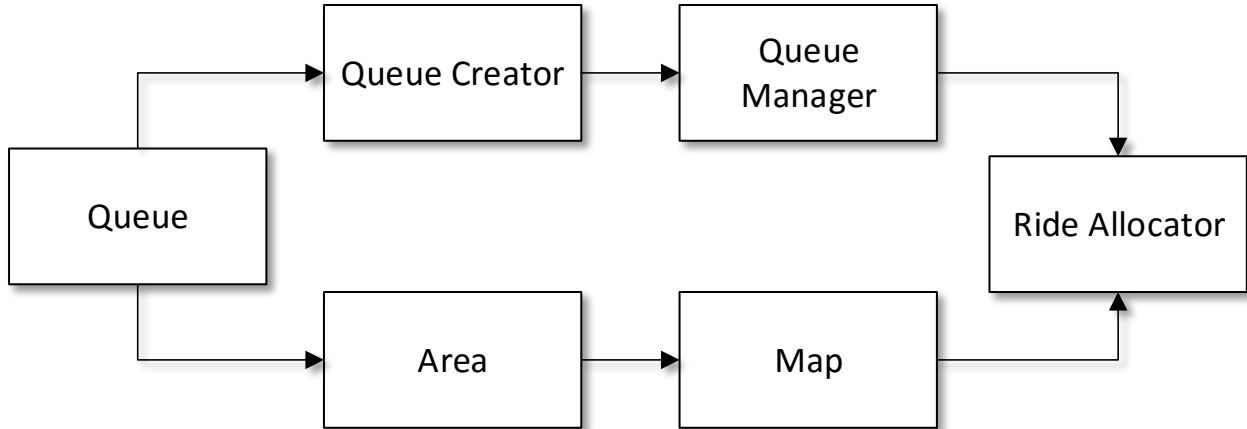 Queue Creator
Queue
Manager
Queue
Ride Allocator
Area
Map